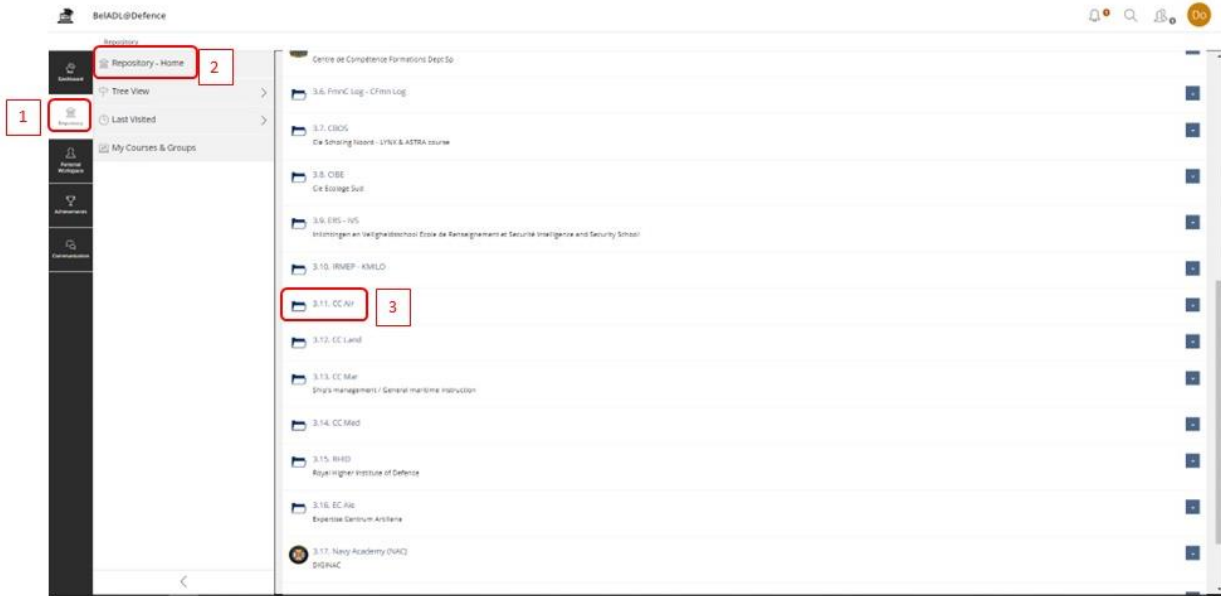 BelADL@Defence
Do
Repository
Dashboard
Repository
Personal
Workspace
Achievements
Communication
1
Repository - Home
2
Tree View
Last Visited
My Courses & Groups
Centre de Compétence Formations Dept Sp
3.6. FmnC Log - CFmn Log
3.7. CBOS
Cie Scholing Noord - LYNX & ASTRA course
3.8. CIBE
Cie Ecolage Sud
3.9. ERS - IVS
Inlichtingen en Veiligheidsschool Ecole de Renseignement et Securité Intelligence and Security School
3.10. IRMEP - KMILO
3.11. CC Air
3
3.12. CC Land
3.13. CC Mar
Ship's management / General maritime instruction
3.14. CC Med
3.15. RHID
Royal Higher Institute of Defence
3.16. EC
Expertise Centrum Artillerie
3.17. Navy Academy (NAC)
DIGINAC